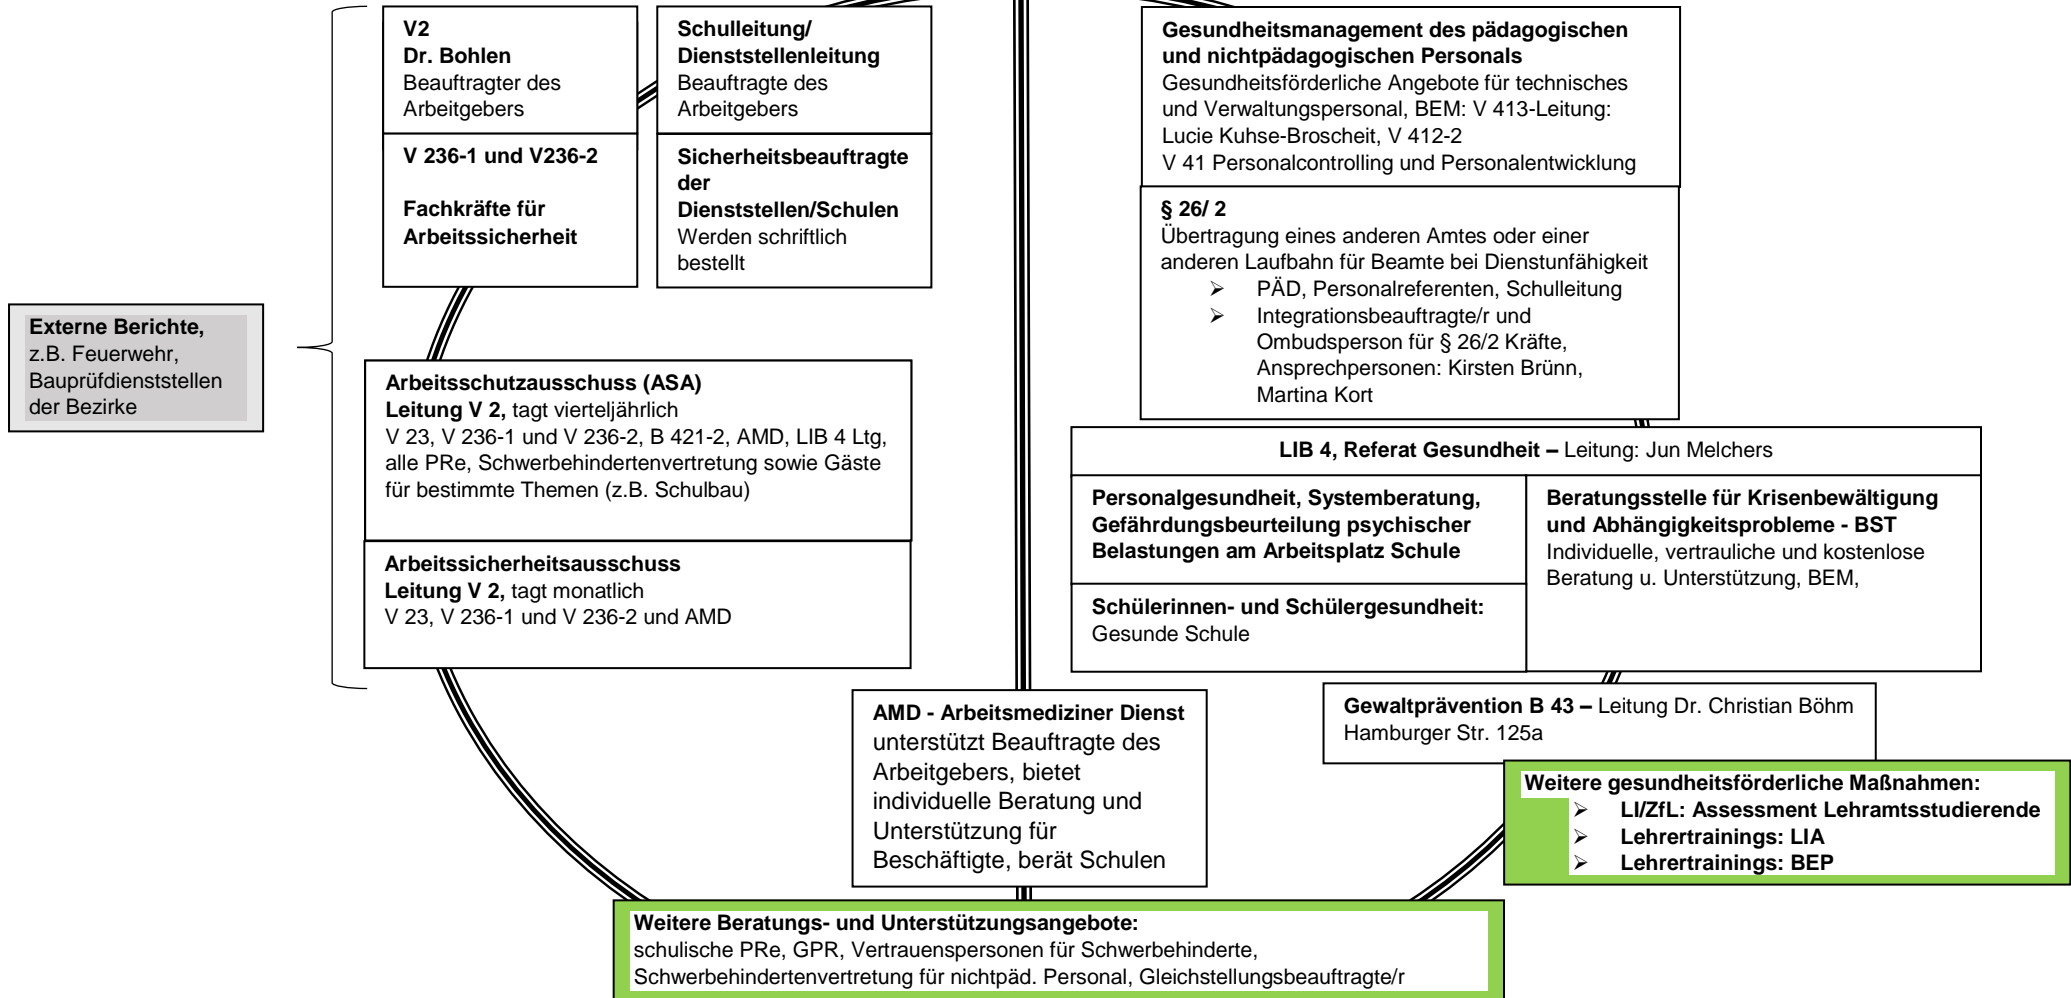 V2
Dr. Bohlen
Beauftragter des
Arbeitgebers
V 236-1 und V236-2
Fachkräfte für
Arbeitssicherheit
Schulleitung/
Dienststellenleitung
Beauftragte des
Arbeitgebers
Sicherheitsbeauftragte
der
Dienststellen/Schulen
Werden schriftlich
bestellt
Externe Berichte,
z.B. Feuerwehr,
Bauprüfdienststellen
der Bezirke
Arbeitsschutzausschuss (ASA)
Leitung V 2, tagt vierteljährlich
V 23, V 236-1 und V 236-2, B 421-2, AMD, LIB 4 Ltg,
alle PRe, Schwerbehindertenvertretung sowie Gäste
für bestimmte Themen (z.B. Schulbau)
Arbeitssicherheitsausschuss
Leitung V 2, tagt monatlich
V 23, V 236-1 und V 236-2 und AMD
Gesundheitsmanagement des pädagogischen
und nichtpädagogischen Personals
Gesundheitsförderliche Angebote für technisches
und Verwaltungspersonal, BEM: V 413-Leitung:
Lucie Kuhse-Broscheit, V 412-2
V 41 Personalcontrolling und Personalentwicklung
§ 26/ 2
Übertragung eines anderen Amtes oder einer
anderen Laufbahn für Beamte bei Dienstunfähigkeit
➢ PÄD, Personalreferenten, Schulleitung
➢ Integrationsbeauftragte/r und
Ombudsperson für § 26/2 Kräfte,
Ansprechpersonen: Kirsten Brünn,
Martina Kort
LIB 4, Referat Gesundheit – Leitung: Jun Melchers
Personalgesundheit, Systemberatung,
Gefährdungsbeurteilung psychischer
Belastungen am Arbeitsplatz Schule
Schülerinnen- und Schülergesundheit:
Gesunde Schule
Beratungsstelle für Krisenbewältigung
und Abhängigkeitsprobleme - BST
Individuelle, vertrauliche und kostenlose
Beratung u. Unterstützung, BEM,
AMD - Arbeitsmediziner Dienst
unterstützt Beauftragte des
Arbeitgebers, bietet
individuelle Beratung und
Unterstützung für
Beschäftigte, berät Schulen
Gewaltprävention B 43 – Leitung Dr. Christian Böhm
Hamburger Str. 125a
Weitere gesundheitsförderliche Maßnahmen:
➢ LI/ZfL: Assessment Lehramtsstudierende
➢ Lehrertrainings: LIA
➢ Lehrertrainings: BEP
Weitere Beratungs- und Unterstützungsangebote:
schulische PRe, GPR, Vertrauenspersonen für Schwerbehinderte,
Schwerbehindertenvertretung für nichtpäd. Personal, Gleichstellungsbeauftragte/r